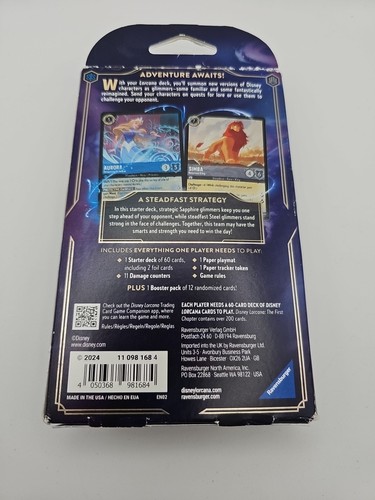 ADVENTURE AWAITS!
With your Lorcana deck, you'll summon new versions of Disney
characters as glimmers—some familiar and some fantastically
reimagined. Send your characters on quests for lore or use them to
challenge your opponent.
AURORA
SIMBA
A STEADFAST STRATEGY
In this starter deck, strategic Sapphire glimmers keep you one
step ahead of your opponent, while steadfast Steel glimmers stand
strong in the face of challenges. Together, this team may have the
smarts and strength you need to win the day!
INCLUDES EVERYTHING ONE PLAYER NEEDS TO PLAY:
• 1 Starter deck of 60 cards,
including 2 foil cards
• 11 Damage counters
• 1 Paper playmat
• 1 Paper tracker token
• Game rules
PLUS 1 Booster pack of 12 randomized cards!
Check out the Disney Lorcana Trading
Card Game Companion app, where
you can learn the game and more.
Rules/Règles/Regeln/Regole/Reglas
EACH PLAYER NEEDS A 60-CARD DECK OF DISNEY
LORCANA CARDS TO PLAY. Disney Lorcana: The First
Chapter contains over 200 cards.
©Disney
www.disney.com
© 2024 11 098 168 4
4 050368 981684
MADE IN THE USA / HECHO EN EUA EN02
Ravensburger Verlag GmbH
Postfach 24 60 D-88194 Ravensburg
Imported into the UK by Ravensburger Ltd.
Units 3-5 Avonbury Business Park
Howes Lane Bicester OX26 2UA GB
Ravensburger North America, Inc.
PO Box 22868 Seattle WA 98122 USA
disneylorcana.com
ravensburger.com
Ravensburger